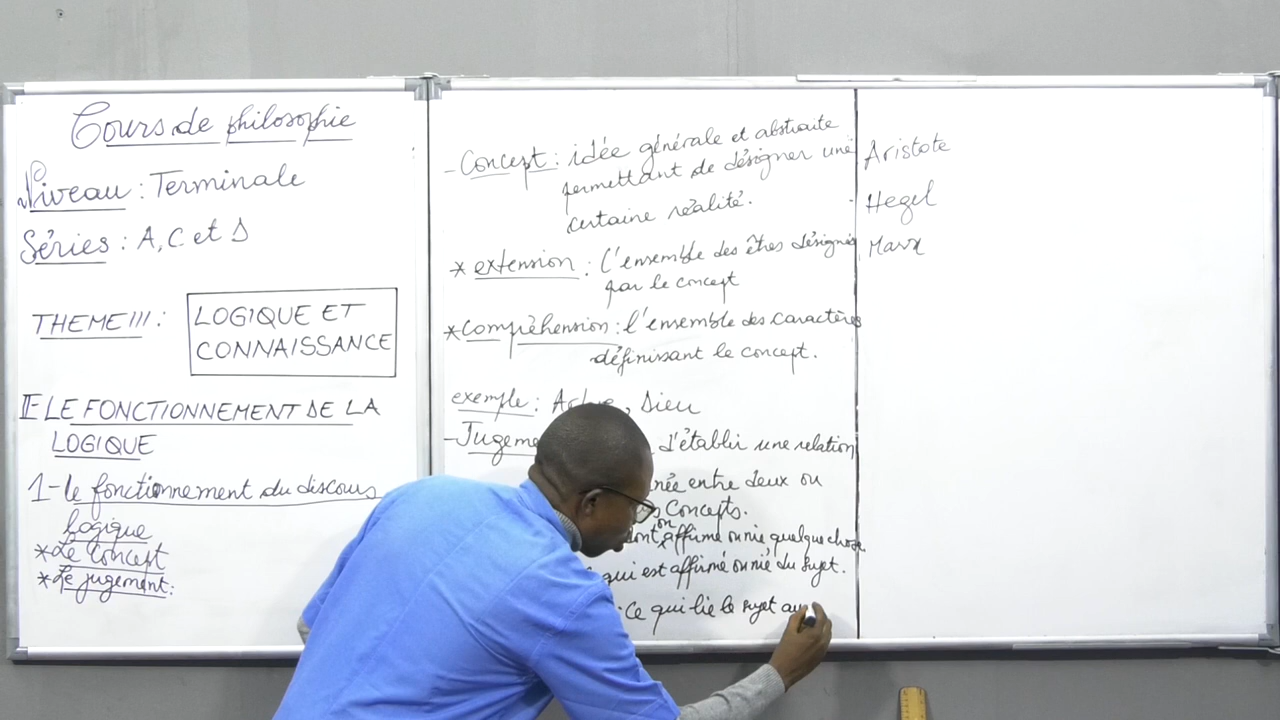 Cours de philosophie
Niveau : Terminale
Séries : A, C et D
THEME III :
LOGIQUE ET
CONNAISSANCE
II- LE FONCTIONNEMENT DE LA
LOGIQUE
1- le fonctionnement du discours
logique
* Le Concept
* Le jugement :
- Concept : idée générale et abstraite
permettant de désigner une
certaine réalité.
* extension : l'ensemble des êtres désignés
par le concept
* Compréhension : l'ensemble des caractères
définissant le concept.
exemple : , Dieu
- d'établir une relation
entre deux ou
Concepts.
dont on affirme ou nie quelque chose
qui est affirmé ou nié du sujet.
Ce qui lie le sujet au
Aristote
Hegel
Marx